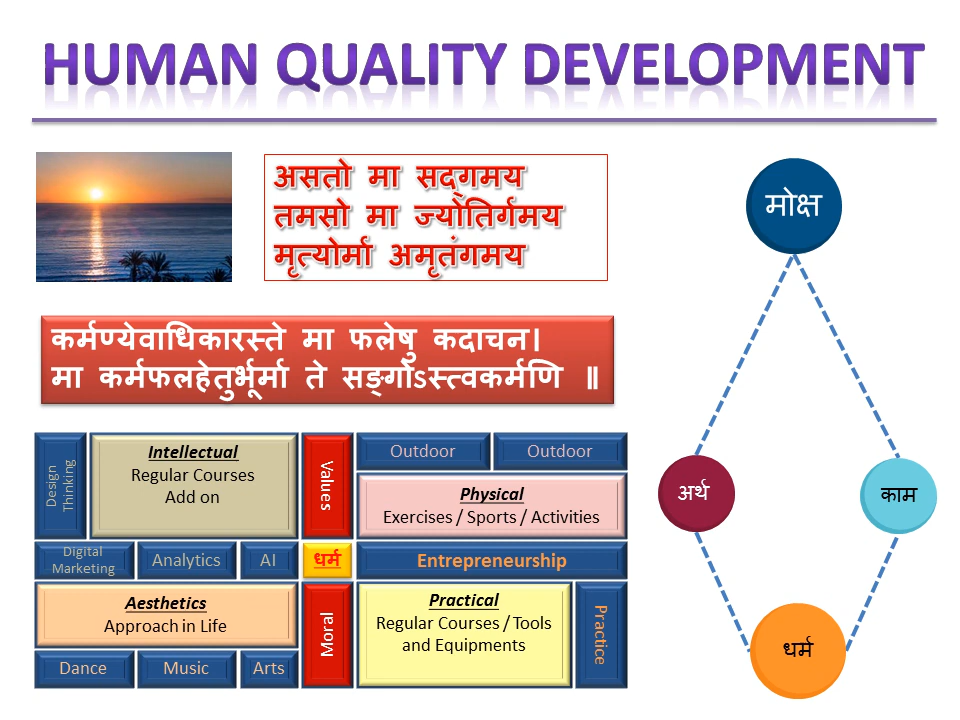 HUMAN QUALITY DEVELOPMENT
असतो मा सद्गमय
तमसो मा ज्योतिर्गमय
मृत्योर्मा अमृतंगमय
कर्मण्येवाधिकारस्ते मा फलेषु कदाचन।
मा कर्मफलहेतुर्भूर्मा ते सङ्गोऽस्त्वकर्मणि ॥
Design
Thinking
Intellectual
Regular Courses
Add on
Values
Outdoor
Outdoor
Physical
Exercises / Sports / Activities
Digital
Marketing
Analytics
AI
धर्म
Entrepreneurship
Aesthetics
Approach in Life
Dance
Music
Arts
Moral
Practical
Regular Courses / Tools
and Equipments
Practice
मोक्ष
अर्थ
काम
धर्म